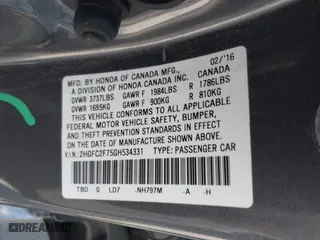 MFD. BY HONDA OF CANADA MFG., 02/'16
A DIVISION OF HONDA CANADA INC. CANADA
GVWR 3737LBS GAWR F 1984LBS R 1786LBS
GVWR 1695KG GAWR F 900KG R 810KG
THIS VEHICLE CONFORMS TO ALL APPLICABLE
FEDERAL MOTOR VEHICLE SAFETY, BUMPER,
AND THEFT PREVENTION STANDARDS IN EFFECT
ON THE DATE OF MANUFACTURE SHOWN ABOVE.
V.I.N.: 2HGFC2F75GH534331 TYPE: PASSENGER CAR
TBD G LD7 NH797M -A -H